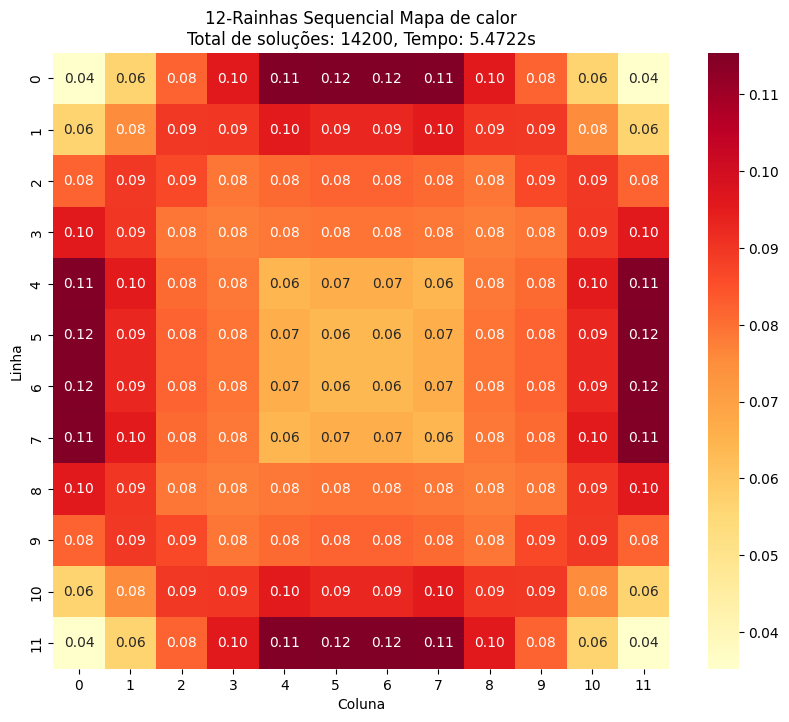 12-Rainhas Sequencial Mapa de calor
Total de soluções: 14200, Tempo: 5.4722s
0 0.04 0.06 0.08 0.10 0.11 0.12 0.12 0.11 0.10 0.08 0.06 0.04
1 0.06 0.08 0.09 0.09 0.10 0.09 0.09 0.10 0.09 0.09 0.08 0.06
2 0.08 0.09 0.09 0.08 0.08 0.08 0.08 0.08 0.08 0.09 0.09 0.08
3 0.10 0.09 0.08 0.08 0.08 0.08 0.08 0.08 0.08 0.08 0.09 0.10
4 0.11 0.10 0.08 0.08 0.06 0.07 0.07 0.06 0.08 0.08 0.10 0.11
5 0.12 0.09 0.08 0.08 0.07 0.06 0.06 0.07 0.08 0.08 0.09 0.12
6 0.12 0.09 0.08 0.08 0.07 0.06 0.06 0.07 0.08 0.08 0.09 0.12
7 0.11 0.10 0.08 0.08 0.06 0.07 0.07 0.06 0.08 0.08 0.10 0.11
8 0.10 0.09 0.08 0.08 0.08 0.08 0.08 0.08 0.08 0.08 0.09 0.10
9 0.08 0.09 0.09 0.08 0.08 0.08 0.08 0.08 0.08 0.09 0.09 0.08
10 0.06 0.08 0.09 0.09 0.10 0.09 0.09 0.10 0.09 0.09 0.08 0.06
11 0.04 0.06 0.08 0.10 0.11 0.12 0.12 0.11 0.10 0.08 0.06 0.04
0 1 2 3 4 5 6 7 8 9 10 11
Linha
Coluna
0.11
0.10
0.09
0.08
0.07
0.06
0.05
0.04